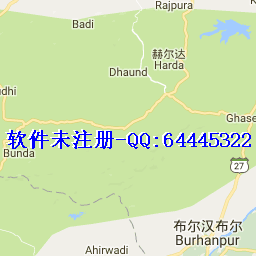 Rajpura
Badi
赫尔达
Harda
Dhaund
udhi
Ghase
软件未注册-QQ:64445322
Bunda
27
布尔汉布尔
Burhanpur
Ahirwadi